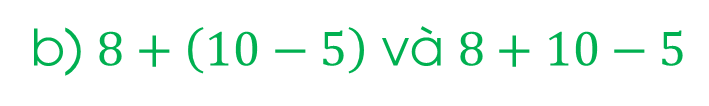 b) 8 + (10 − 5) và 8 + 10 − 5